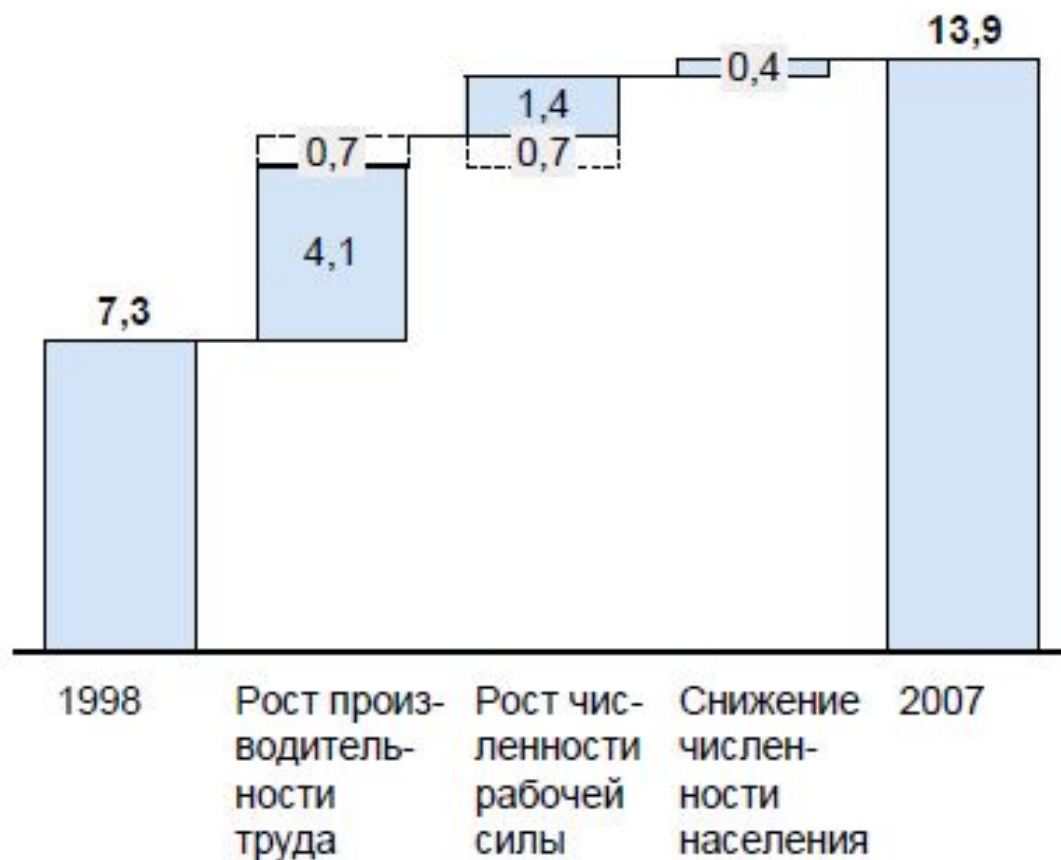 13,9
0,4
1,4
0,7
0,7
4,1
7,3
1998
Рост произ-
водитель-
ности
труда
Рост чис-
ленности
рабочей
силы
Снижение
числен-
ности
населения
2007